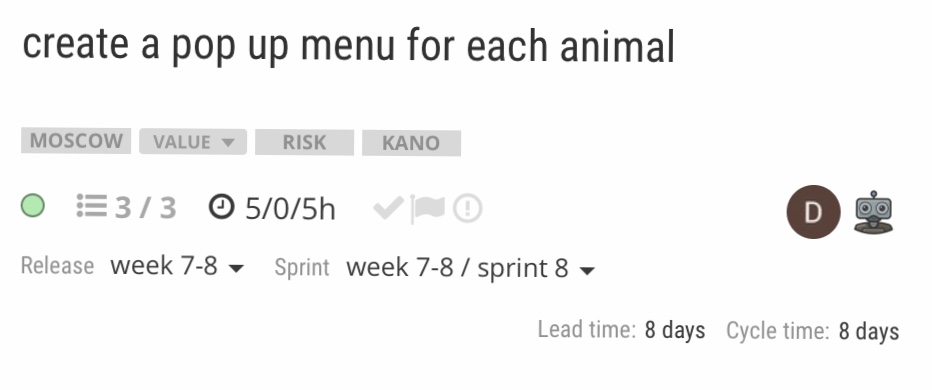 create a pop up menu for each animal
MOSCOW VALUE RISK KANO
3 / 3 5/0/5h D
Release week 7-8 Sprint week 7-8 / sprint 8
Lead time: 8 days Cycle time: 8 days